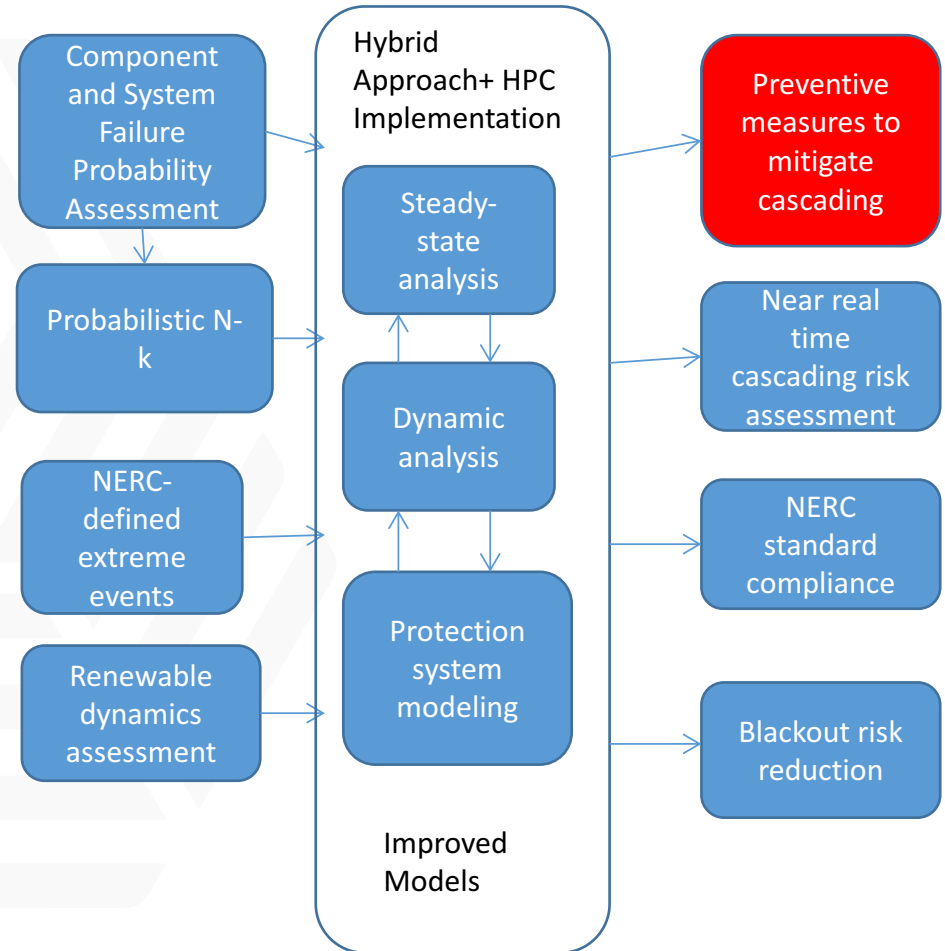 Component
and System
Failure
Probability
Assessment
Probabilistic N-
k
NERC-
defined
extreme
events
Renewable
dynamics
assessment
Hybrid
Approach+ HPC
Implementation
Steady-
state
analysis
Dynamic
analysis
Protection
system
modeling
Improved
Models
Preventive
measures to
mitigate
cascading
Near real
time
cascading risk
assessment
NERC
standard
compliance
Blackout risk
reduction